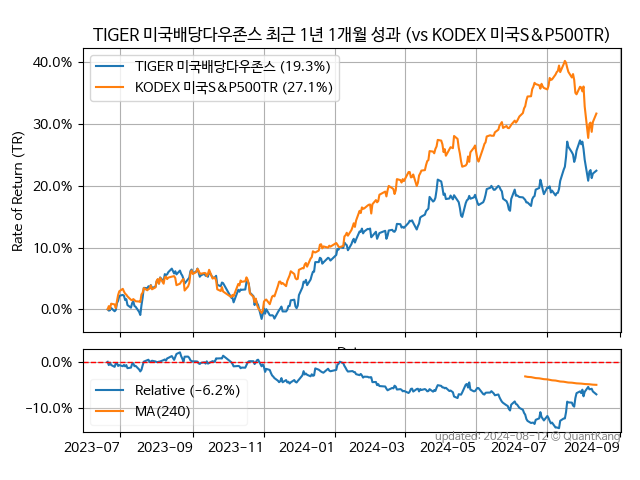 TIGER 미국배당다우존스 최근 1년 1개월 성과 (vs KODEX 미국S&P500TR)
TIGER 미국배당다우존스 (19.3%)
KODEX 미국S&P500TR (27.1%)
Rate of Return (TR)
40.0%
30.0%
20.0%
10.0%
0.0%
0.0%
−10.0%
Relative (−6.2%)
MA(240)
updated: 2024-08-12 © QuantKang
2023-07
2023-09
2023-11
2024-01
2024-03
2024-05
2024-07
2024-09